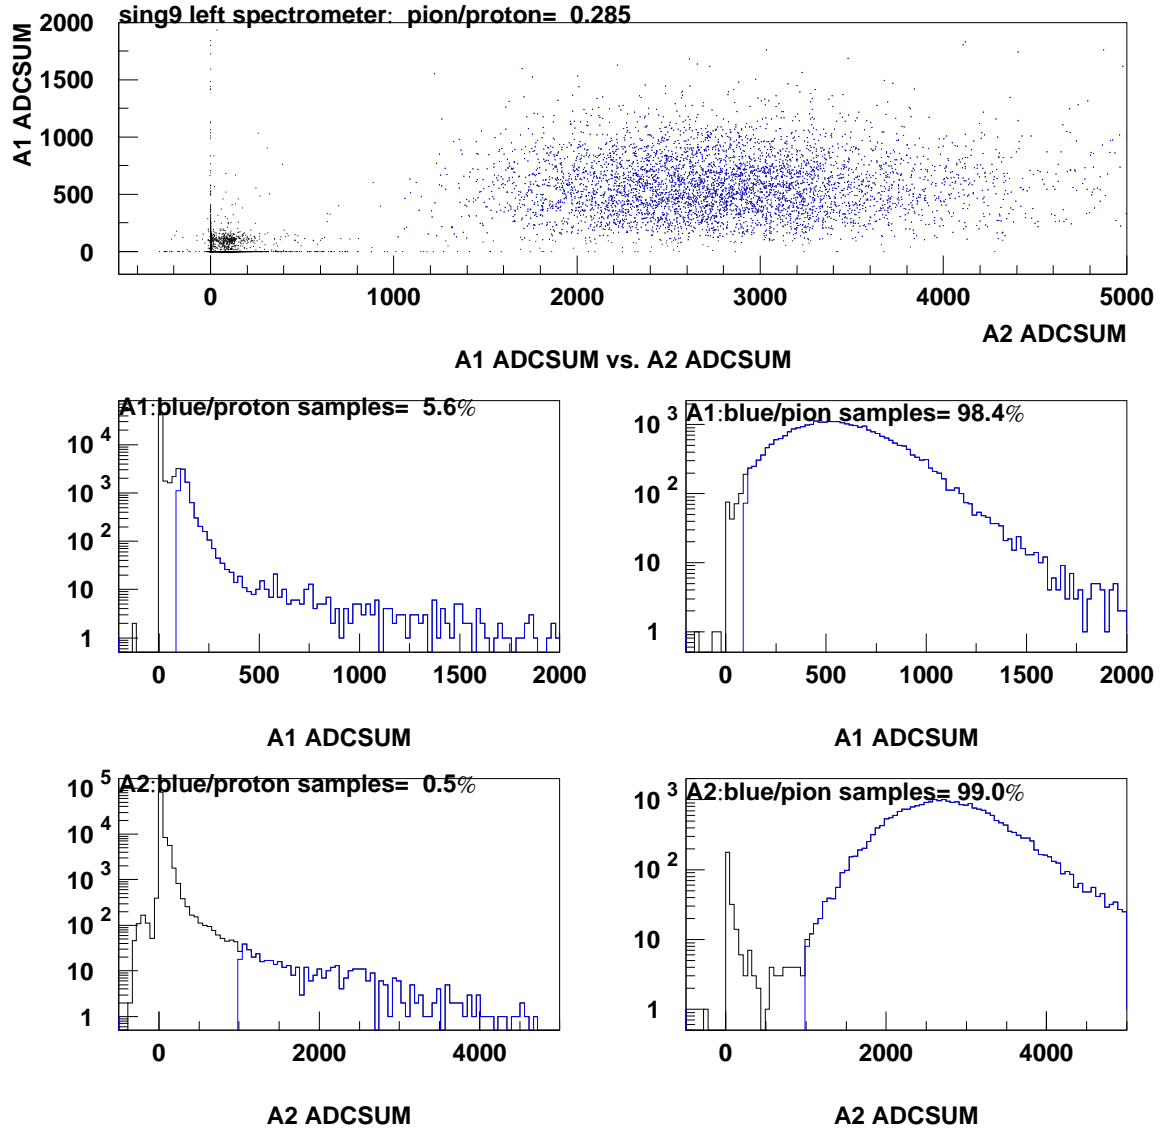 sing9 left spectrometer: pion/proton= 0.285
A1 ADCSUM
2000
1500
1000
500
0
0 1000 2000 3000 4000 5000
A2 ADCSUM
A1 ADCSUM vs. A2 ADCSUM
A1:blue/proton samples= 5.6%
10 4
10 3
10 2
10
1
0 500 1000 1500 2000
A1 ADCSUM
A1:blue/pion samples= 98.4%
10 3
10 2
10
1
0 500 1000 1500 2000
A1 ADCSUM
A2:blue/proton samples= 0.5%
10 5
10 4
10 3
10 2
10
1
0 2000 4000
A2 ADCSUM
A2:blue/pion samples= 99.0%
10 3
10 2
10
1
0 2000 4000
A2 ADCSUM